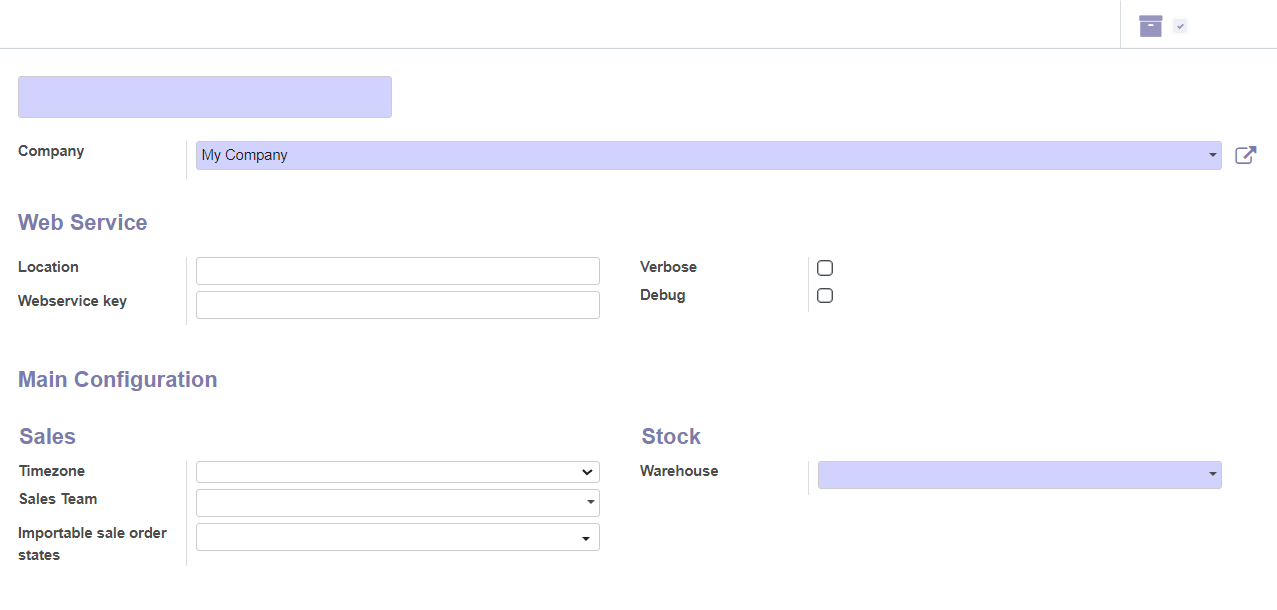 Company
My Company
Web Service
Location
Verbose
Webservice key
Debug
Main Configuration
Sales
Stock
Timezone
Warehouse
Sales Team
Importable sale order
states